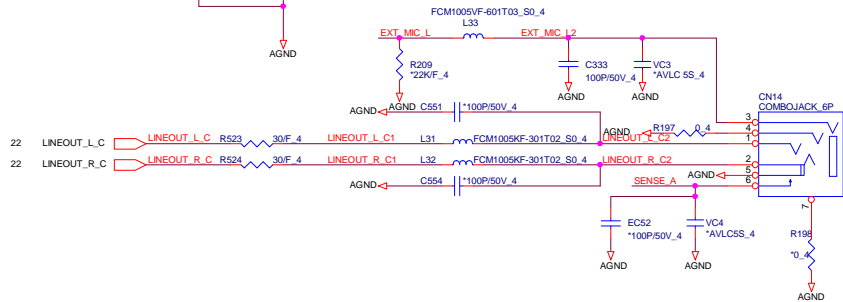 FCM1005VF-601T03_S0_4
L33
AGND
EXT_MIC_L
EXT_MIC_L2
R209
*22K/F_4
C333
100P/50V_4
VC3
*AVLC 5S_4
CN14
COMBOJACK_6P
AGND
AGND
AGND
AGND
C551
*100P/50V_4
3
AGND
R197
0_4
4
22
LINEOUT_L_C
LINEOUT_L_C
R523
30/F_4
LINEOUT_L_C1
L31
FCM1005KF-301T02_S0_4
LINEOUT_L_C2
1
22
LINEOUT_R_C
LINEOUT_R_C
R524
30/F_4
LINEOUT_R_C1
L32
FCM1005KF-301T02_S0_4
LINEOUT_R_C2
2
AGND
5
AGND
C554
*100P/50V_4
SENSE_A
6
7
EC52
*100P/50V_4
VC4
*AVLC5S_4
R198
*0_4
AGND
AGND
AGND